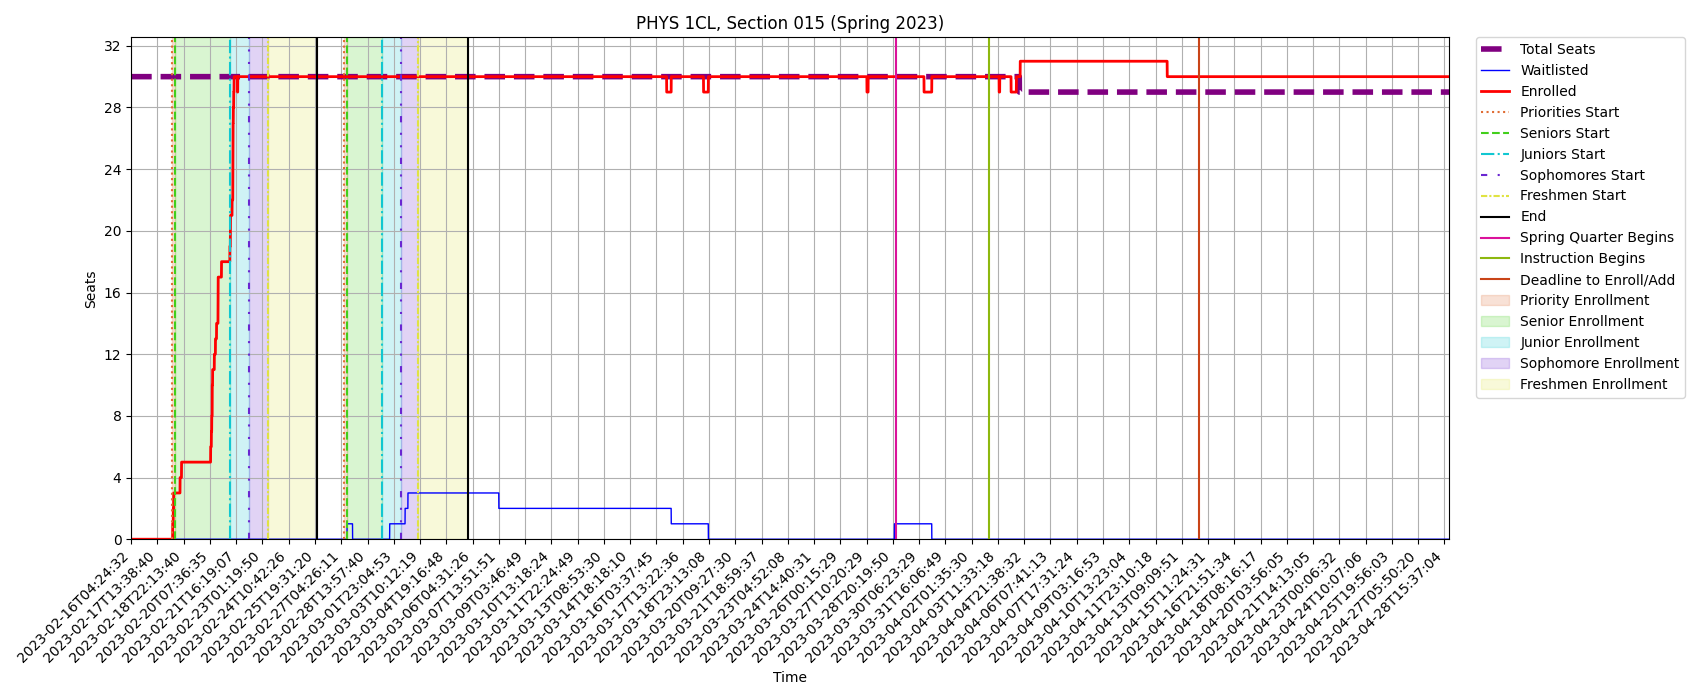 PHYS 1CL, Section 015 (Spring 2023)
Seats
32
28
24
20
16
12
8
4
0
2023-02-16T04:24:32
2023-02-17T13:38:40
2023-02-18T22:13:40
2023-02-20T07:36:35
2023-02-21T16:19:07
2023-02-23T01:19:50
2023-02-24T10:42:20
2023-02-25T19:31:20
2023-02-27T04:26:11
2023-02-28T13:57:40
2023-03-01T23:04:53
2023-03-03T10:12:19
2023-03-04T19:16:48
2023-03-06T04:31:26
2023-03-07T13:51:51
2023-03-09T03:46:49
2023-03-10T13:18:24
2023-03-11T22:24:49
2023-03-13T08:53:30
2023-03-14T18:18:10
2023-03-16T03:37:45
2023-03-17T13:22:36
2023-03-18T23:13:08
2023-03-20T09:27:30
2023-03-21T18:59:37
2023-03-23T04:52:08
2023-03-24T14:40:31
2023-03-26T00:15:29
2023-03-27T10:20:29
2023-03-28T20:19:50
2023-03-30T06:23:29
2023-03-31T16:06:49
2023-04-02T01:35:30
2023-04-03T11:33:18
2023-04-04T21:38:32
2023-04-06T07:41:13
2023-04-07T17:31:24
2023-04-09T03:16:53
2023-04-10T13:23:04
2023-04-11T23:10:18
2023-04-13T09:09:51
2023-04-15T11:24:31
2023-04-16T21:51:34
2023-04-18T08:16:17
2023-04-20T03:56:05
2023-04-21T14:13:05
2023-04-23T00:06:32
2023-04-24T10:07:06
2023-04-25T19:56:03
2023-04-27T05:50:20
2023-04-28T15:37:04
Time
Total Seats
Waitlisted
Enrolled
Priorities Start
Seniors Start
Juniors Start
Sophomores Start
Freshmen Start
End
Spring Quarter Begins
Instruction Begins
Deadline to Enroll/Add
Priority Enrollment
Senior Enrollment
Junior Enrollment
Sophomore Enrollment
Freshmen Enrollment